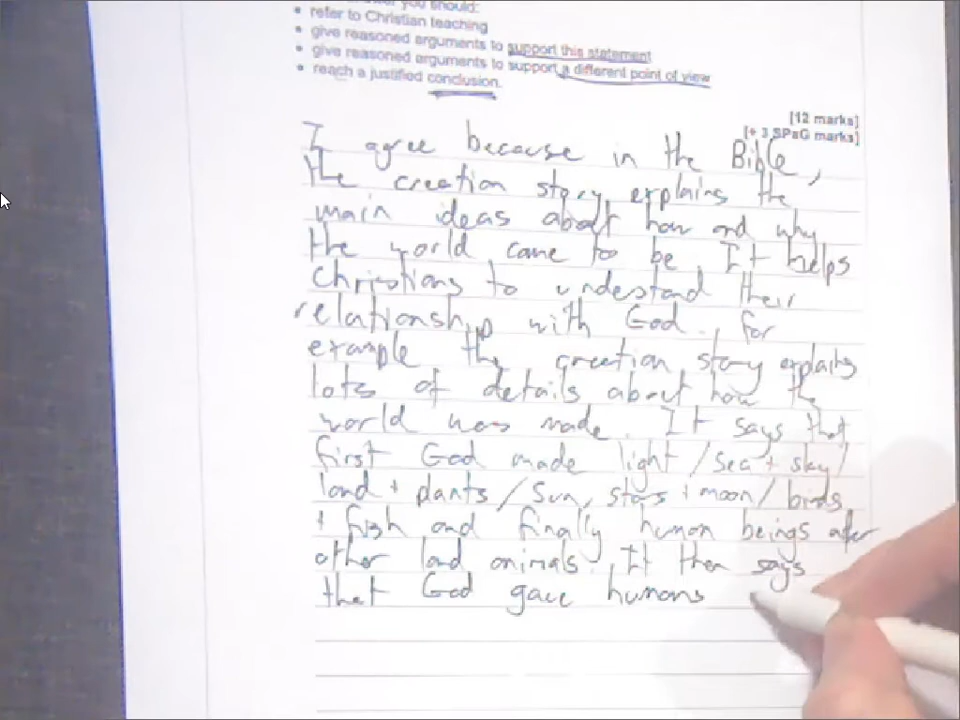 answer you should:
• refer to Christian teaching
• give reasoned arguments to support this statement
• give reasoned arguments to support a different point of view
• reach a justified conclusion.
[12 marks]
[+ 3 SPaG marks]
I agree because in the Bible,
the creation story explains the
main ideas about how and why
the world came to be. It helps
Christians to understand their
relationship with God., for
example the creation story explains
lots of details about how the
world was made. It says that
first God made light /sea + sky/
land + plants / Sun, stars + moon/ birds
+ fish and finally human beings after
other land animals. It then says
that God gave humans